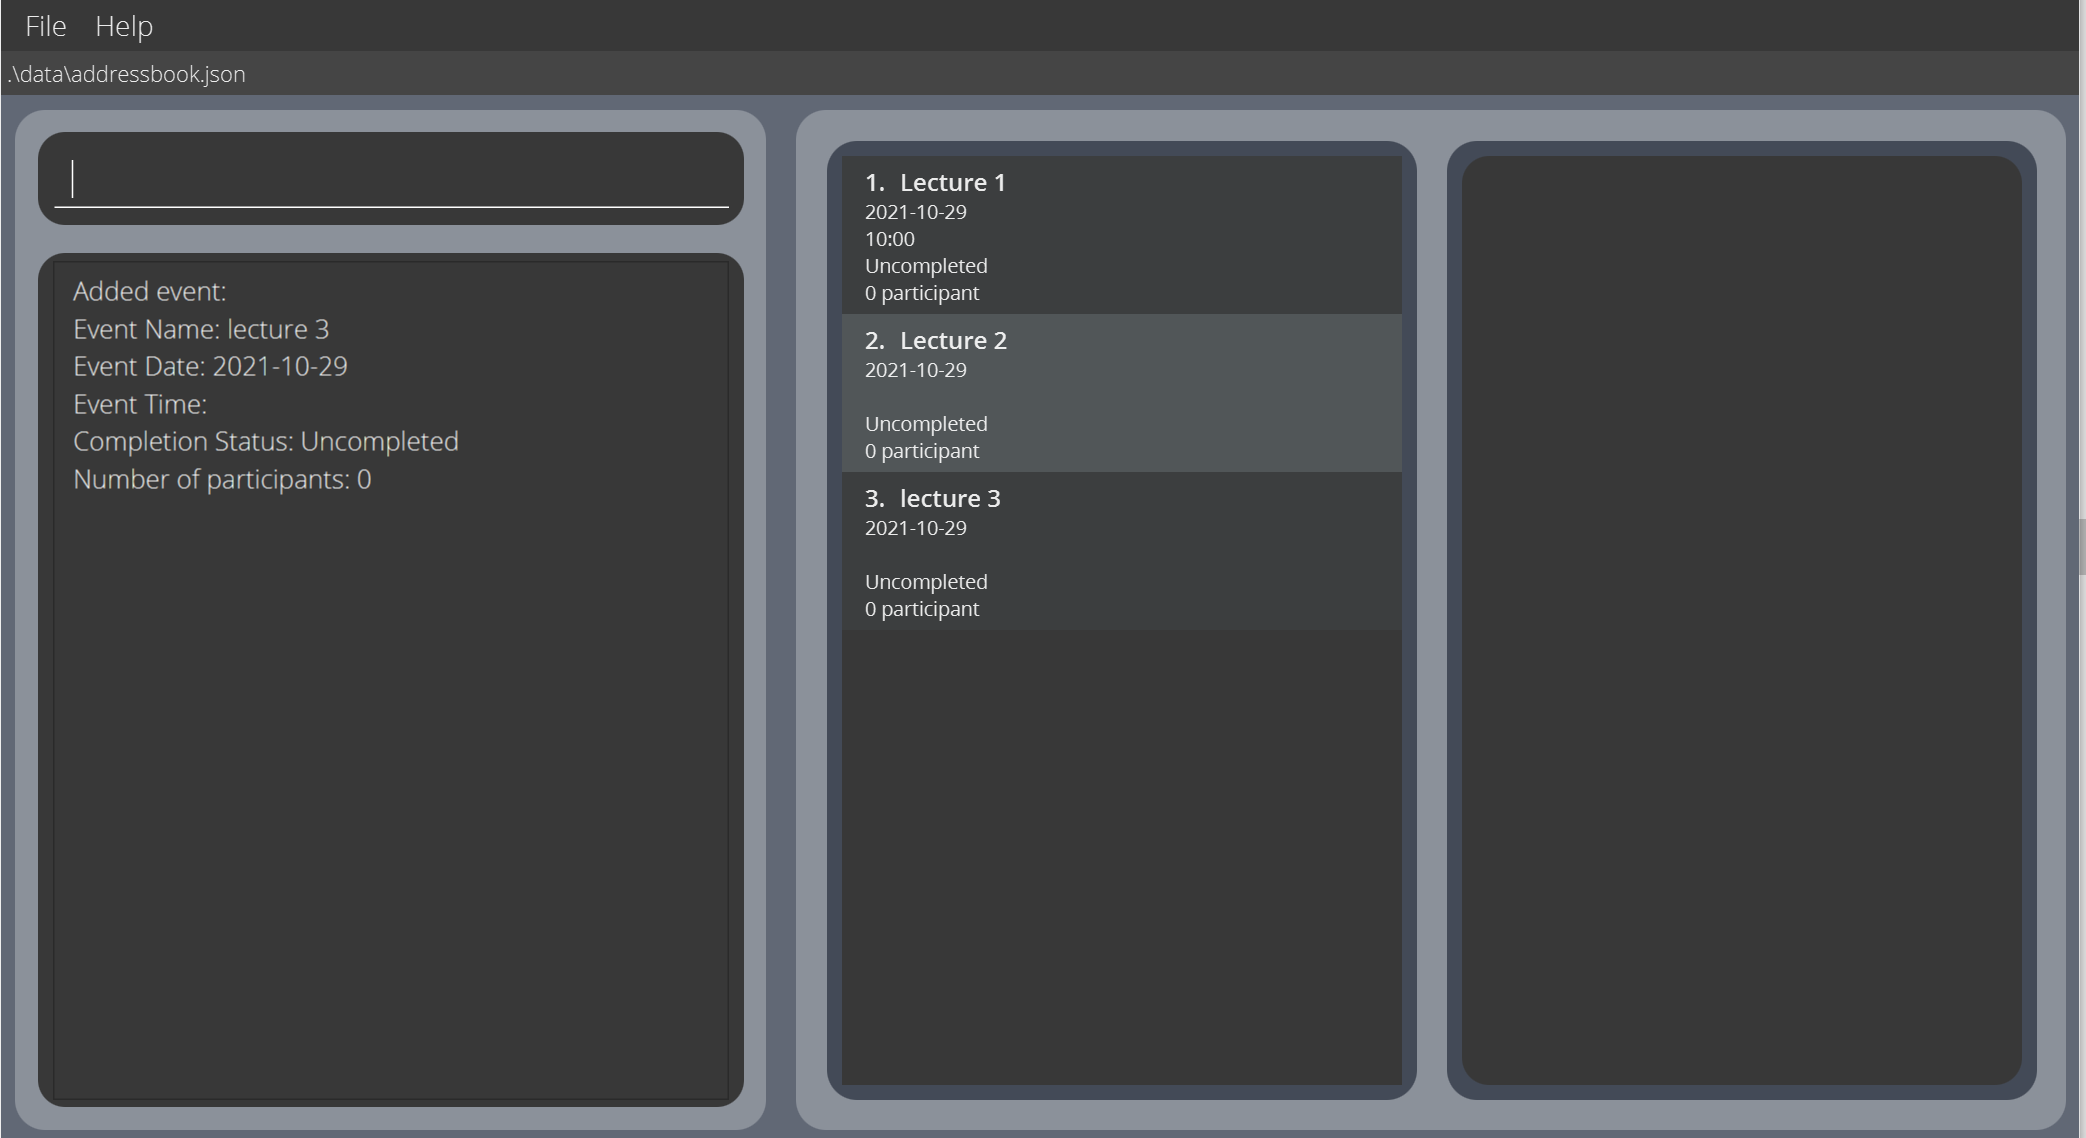 File Help
.\data\addressbook.json
Added event:
Event Name: lecture 3
Event Date: 2021-10-29
Event Time:
Completion Status: Uncompleted
Number of participants: 0
1. Lecture 1
2021-10-29
10:00
Uncompleted
0 participant
2. Lecture 2
2021-10-29
Uncompleted
0 participant
3. lecture 3
2021-10-29
Uncompleted
0 participant